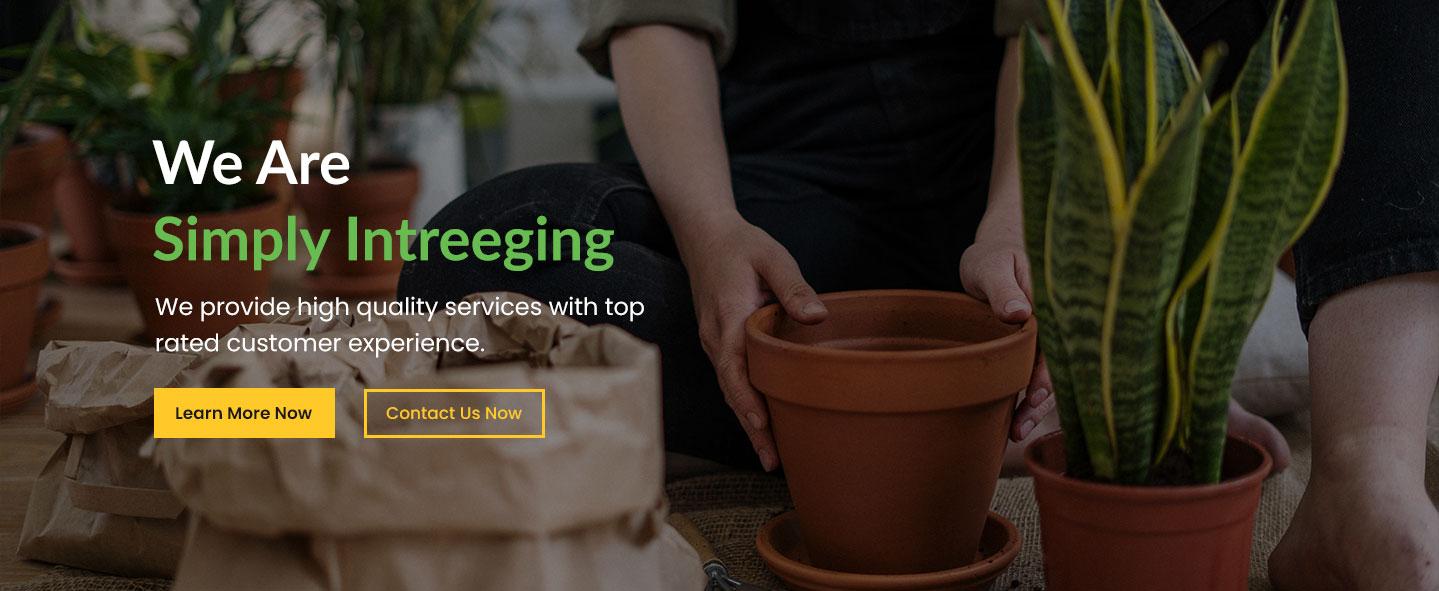 We Are
Simply Intreeging
We provide high quality services with top
rated customer experience.
Learn More Now
Contact Us Now